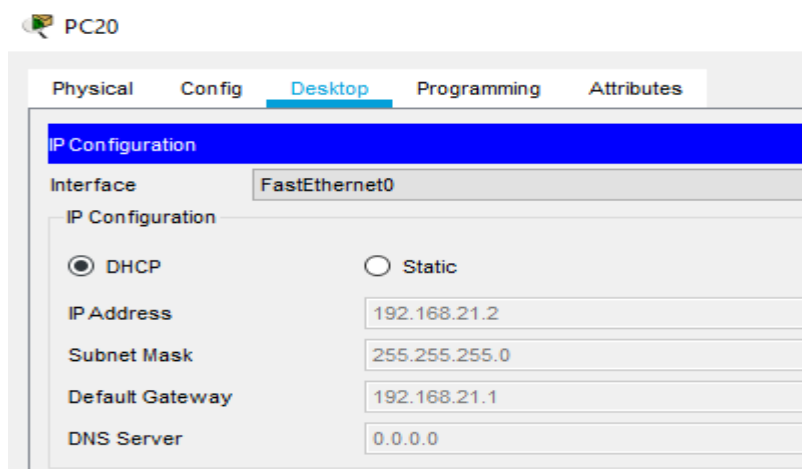 PC20
Physical Config Desktop Programming Attributes
IP Configuration
Interface FastEthernet0
IP Configuration
DHCP Static
IP Address 192.168.21.2
Subnet Mask 255.255.255.0
Default Gateway 192.168.21.1
DNS Server 0.0.0.0